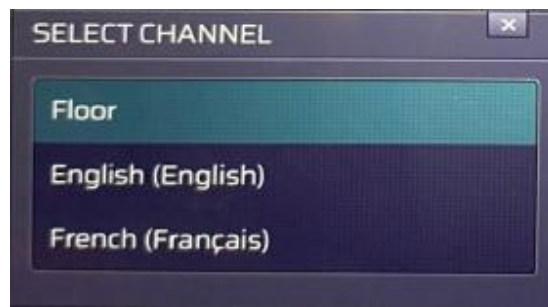 SELECT CHANNEL
Floor
English (English)
French (Français)